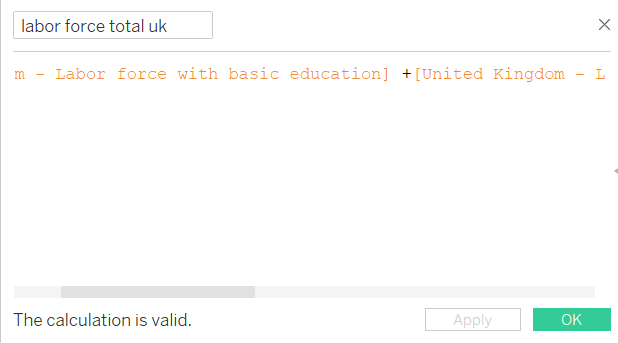 labor force total uk
m - Labor force with basic education] +[United Kingdom - L
The calculation is valid.
Apply
OK